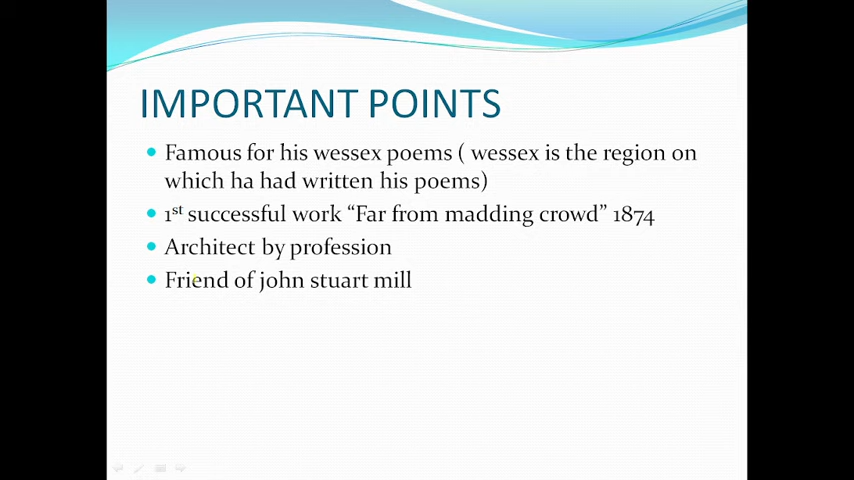 IMPORTANT POINTS
• Famous for his wessex poems ( wessex is the region on
which ha had written his poems)
• 1st successful work “Far from madding crowd” 1874
• Architect by profession
• Friend of john stuart mill